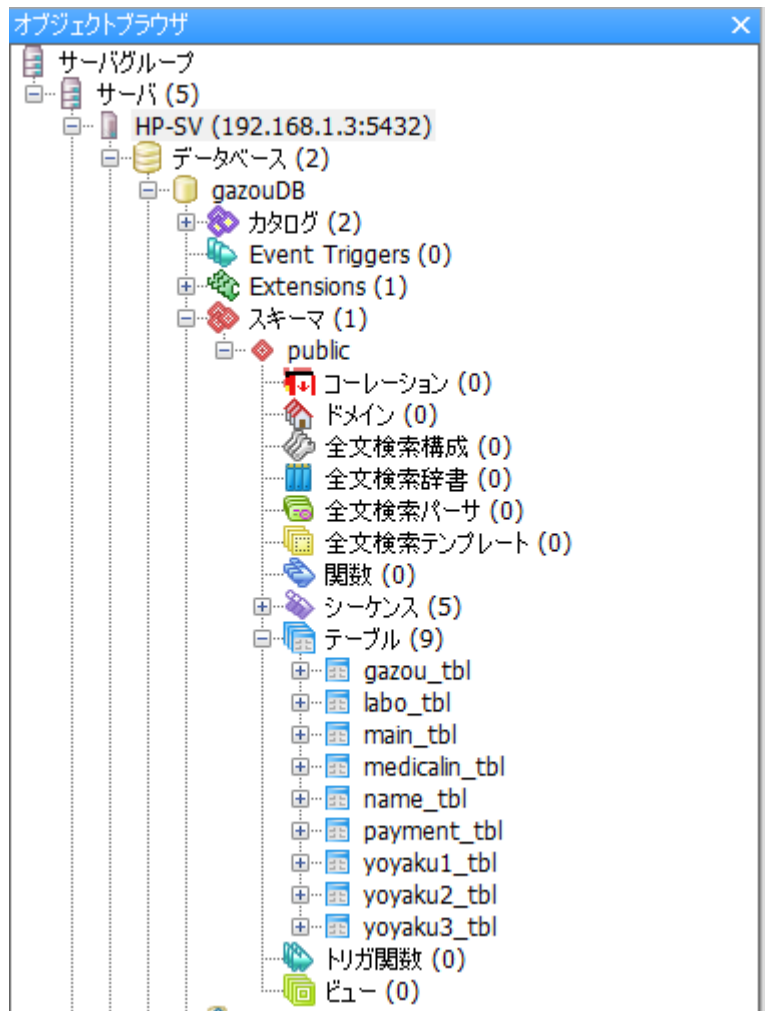 オブジェクトブラウザ
サーバグループ
サーバ (5)
HP-SV (192.168.1.3:5432)
データベース (2)
gazouDB
カタログ (2)
Event Triggers (0)
Extensions (1)
スキーマ (1)
public
コーレーション (0)
ドメイン (0)
全文検索構成 (0)
全文検索辞書 (0)
全文検索パーサ (0)
全文検索テンプレート (0)
関数 (0)
シーケンス (5)
テーブル (9)
gazou_tbl
labo_tbl
main_tbl
medicalin_tbl
name_tbl
payment_tbl
yoyaku1_tbl
yoyaku2_tbl
yoyaku3_tbl
トリガ関数 (0)
ビュー (0)